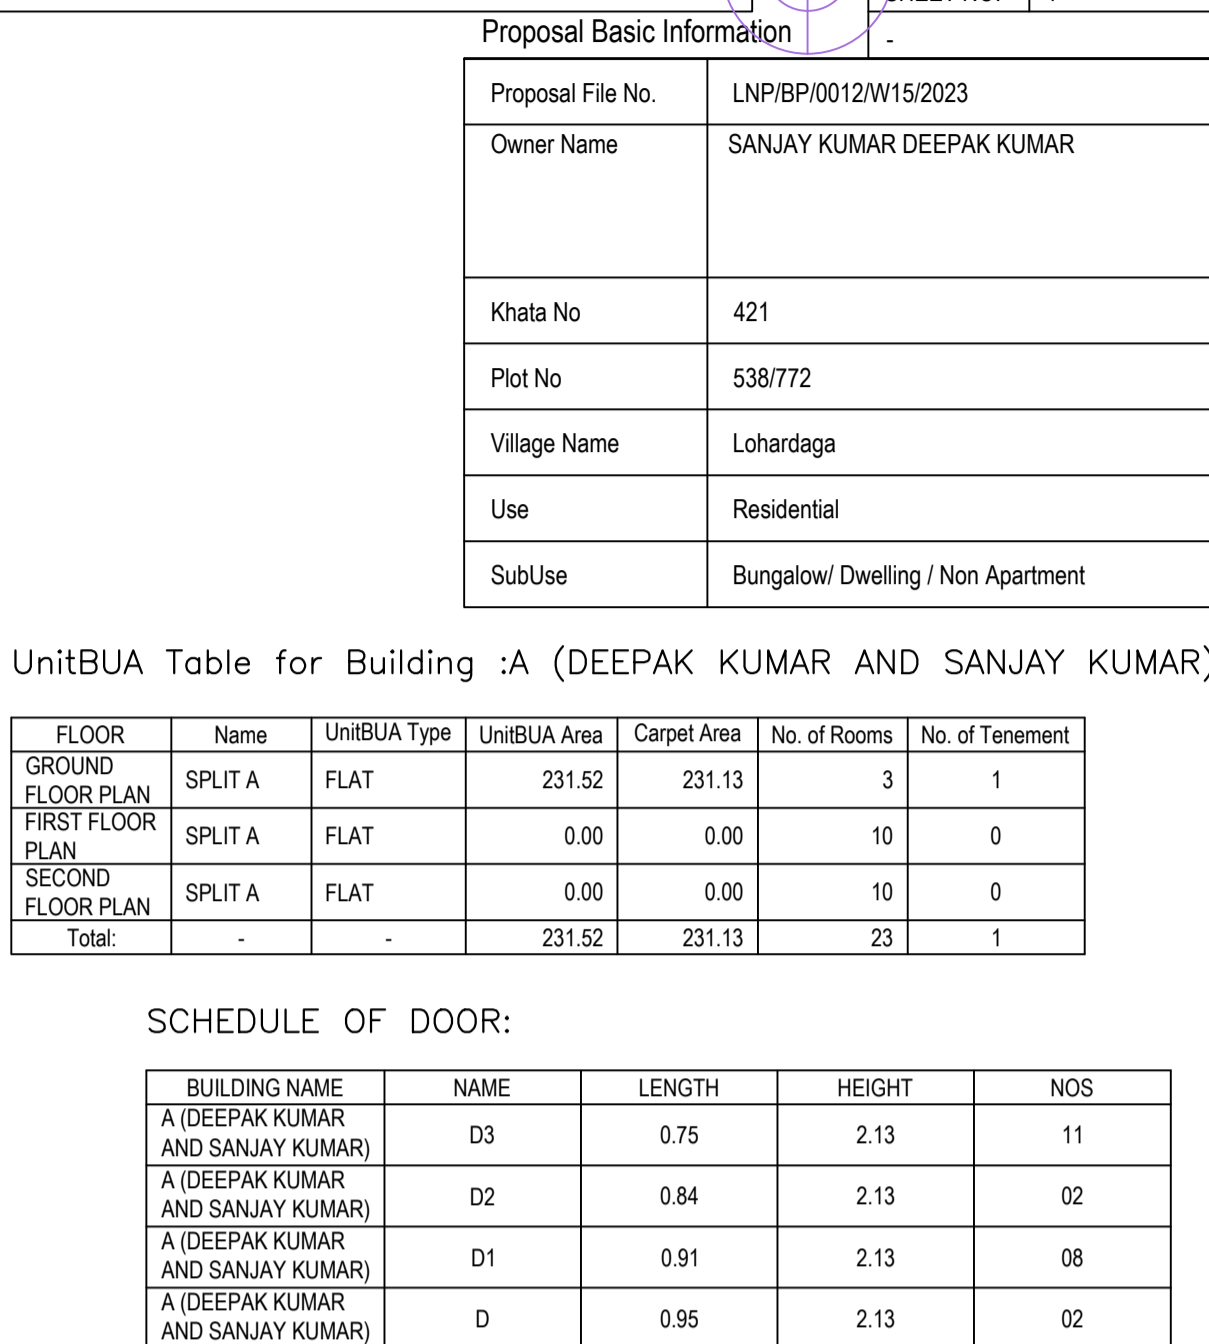 Proposal Basic Information
-
Proposal File No. LNP/BP/0012/W15/2023
Owner Name SANJAY KUMAR DEEPAK KUMAR
Khata No 421
Plot No 538/772
Village Name Lohardaga
Use Residential
SubUse Bungalow/ Dwelling / Non Apartment
UnitBUA Table for Building :A (DEEPAK KUMAR AND SANJAY KUMAR)
FLOOR Name UnitBUA Type UnitBUA Area Carpet Area No. of Rooms No. of Tenement
GROUND
FLOOR PLAN SPLIT A FLAT 231.52 231.13 3 1
FIRST FLOOR
PLAN SPLIT A FLAT 0.00 0.00 10 0
SECOND
FLOOR PLAN SPLIT A FLAT 0.00 0.00 10 0
Total: - - 231.52 231.13 23 1
SCHEDULE OF DOOR:
BUILDING NAME NAME LENGTH HEIGHT NOS
A (DEEPAK KUMAR
AND SANJAY KUMAR) D3 0.75 2.13 11
A (DEEPAK KUMAR
AND SANJAY KUMAR) D2 0.84 2.13 02
A (DEEPAK KUMAR
AND SANJAY KUMAR) D1 0.91 2.13 08
A (DEEPAK KUMAR
AND SANJAY KUMAR) D 0.95 2.13 02